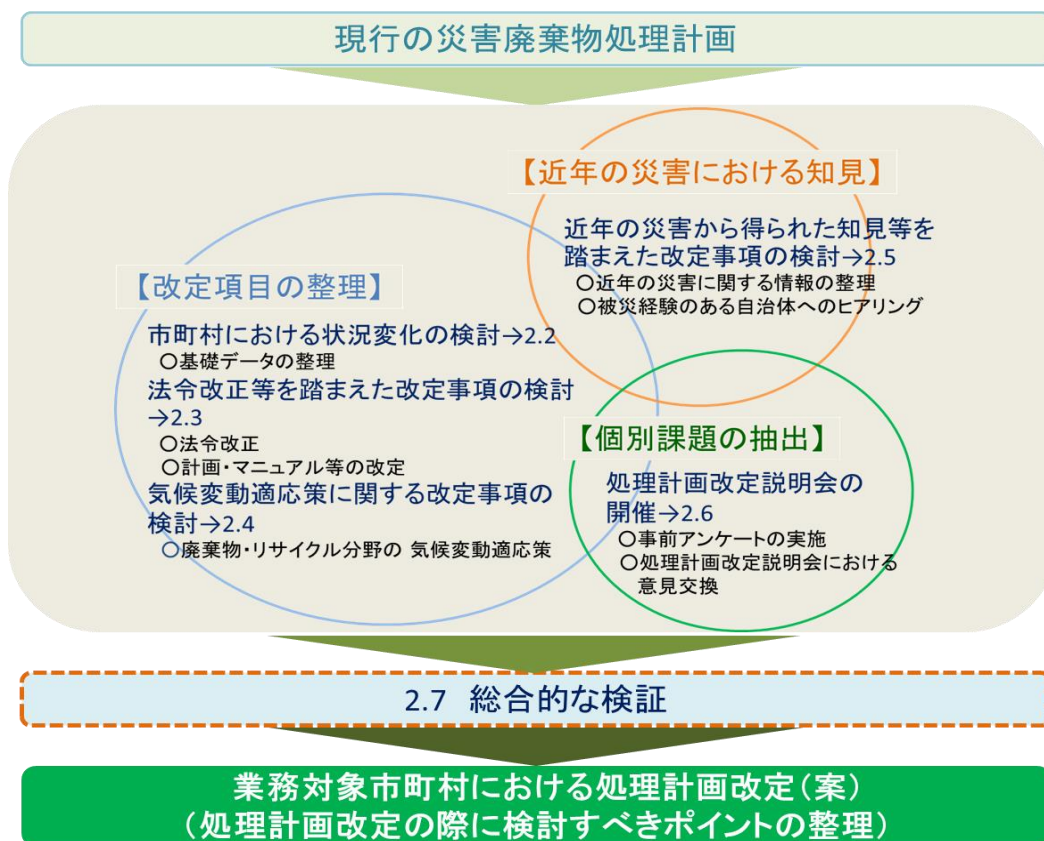 現行の災害廃棄物処理計画
【近年の災害における知見】
近年の災害から得られた知見等を
踏まえた改定事項の検討→2.5
○近年の災害に関する情報の整理
○被災経験のある自治体へのヒアリング
【改定項目の整理】
市町村における状況変化の検討→2.2
○基礎データの整理
法令改正等を踏まえた改定事項の検討
→2.3
○法令改正
○計画・マニュアル等の改定
気候変動適応策に関する改定事項の
検討→2.4
○廃棄物・リサイクル分野の 気候変動適応策
【個別課題の抽出】
処理計画改定説明会の
開催→2.6
○事前アンケートの実施
○処理計画改定説明会における
意見交換
2.7 総合的な検証
業務対象市町村における処理計画改定（案）
（処理計画改定の際に検討すべきポイントの整理）